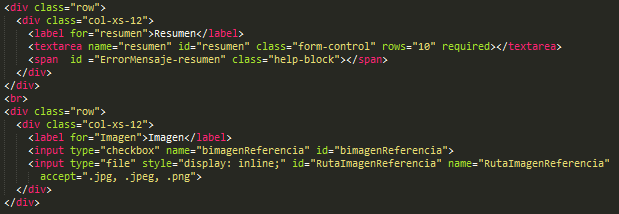 <div class="row">
<div class="col-xs-12">
<label for="resumen">Resumen</label>
<textarea name="resumen" id="resumen" class="form-control" rows="10" required></textarea>
<span  id ="ErrorMensaje-resumen" class="help-block"></span>
</div>
</div>
<br>
<div class="row">
<div class="col-xs-12">
<label for="Imagen">Imagen</label>
<input type="checkbox" name="bimagenReferencia" id="bimagenReferencia">
<input type="file" style="display: inline;" id="RutaImagenReferencia" name="RutaImagenReferencia"
accept=".jpg, .jpeg, .png">
</div>
</div>